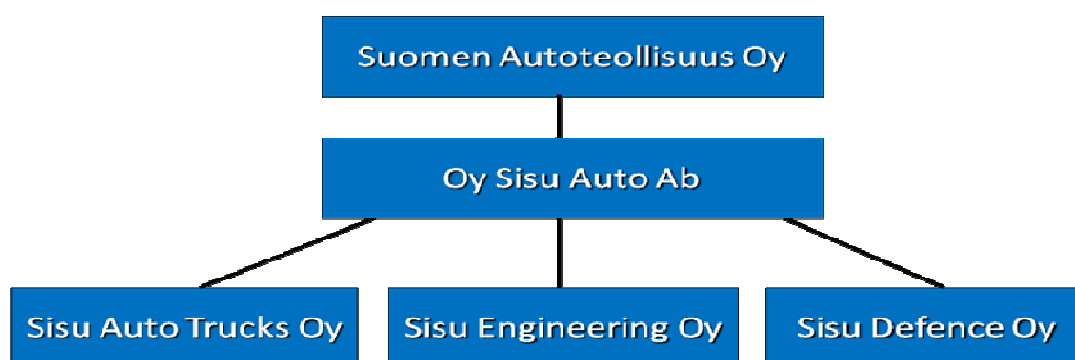 Suomen Autoteollisuus Oy
Oy Sisu Auto Ab
Sisu Auto Trucks Oy
Sisu Engineering Oy
Sisu Defence Oy